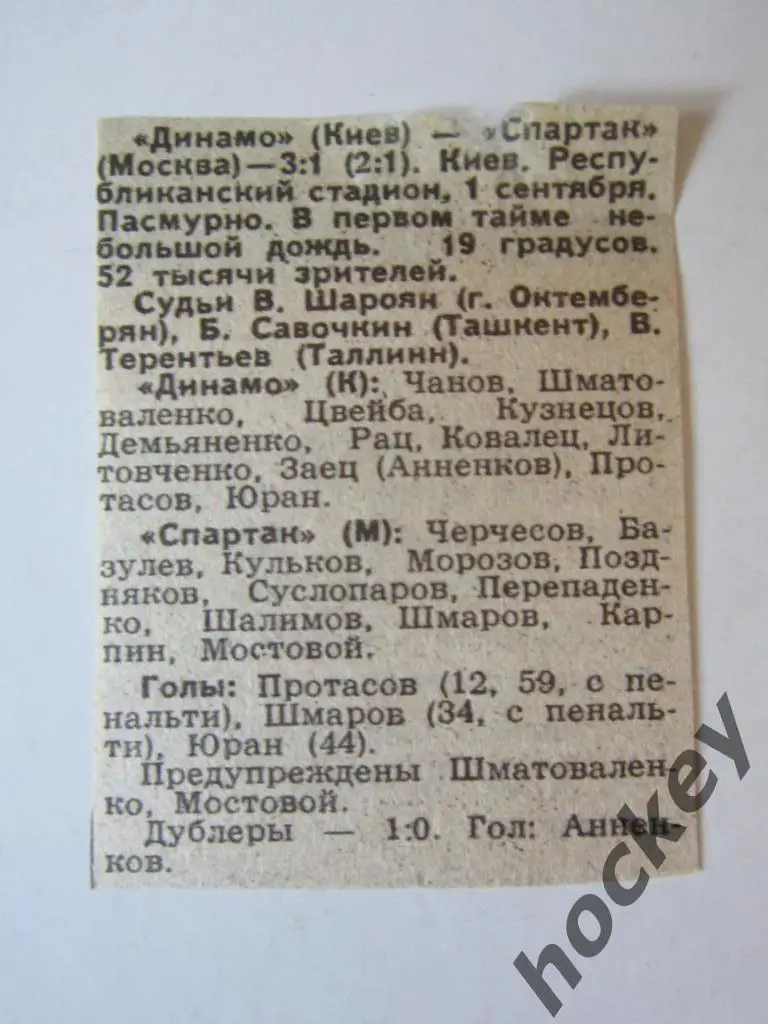 «Динамо» (Киев) — «Спартак»
(Москва)—3:1 (2:1). Киев. Респу-
бликанский стадион, 1 сентября.
Пасмурно. В первом тайме не-
большой дождь. 19 градусов.
52 тысячи зрителей.
Судьи В. Шароян (г. Октембе-
рян), Б. Савочкин (Ташкент), В.
Терентьев (Таллинн).
«Динамо» (К): Чанов, Шмато-
валенко, Цвейба, Кузнецов,
Демьяненко, Рац, Ковалец, Ли-
товченко, Заец (Анненков), Про-
тасов, Юран.
«Спартак» (М): Черчесов, Ба-
зулев, Кульков, Морозов, Позд-
няков, Суслопаров, Перепаден-
ко, Шалимов, Шмаров, Кар-
пин, Мостовой.
Голы: Протасов (12, 59, с пе-
нальти), Шмаров (34, с пеналь-
ти), Юран (44).
Предупреждены Шматовален-
ко, Мостовой.
Дублеры — 1:0. Гол: Аннен-
ков.
hockey